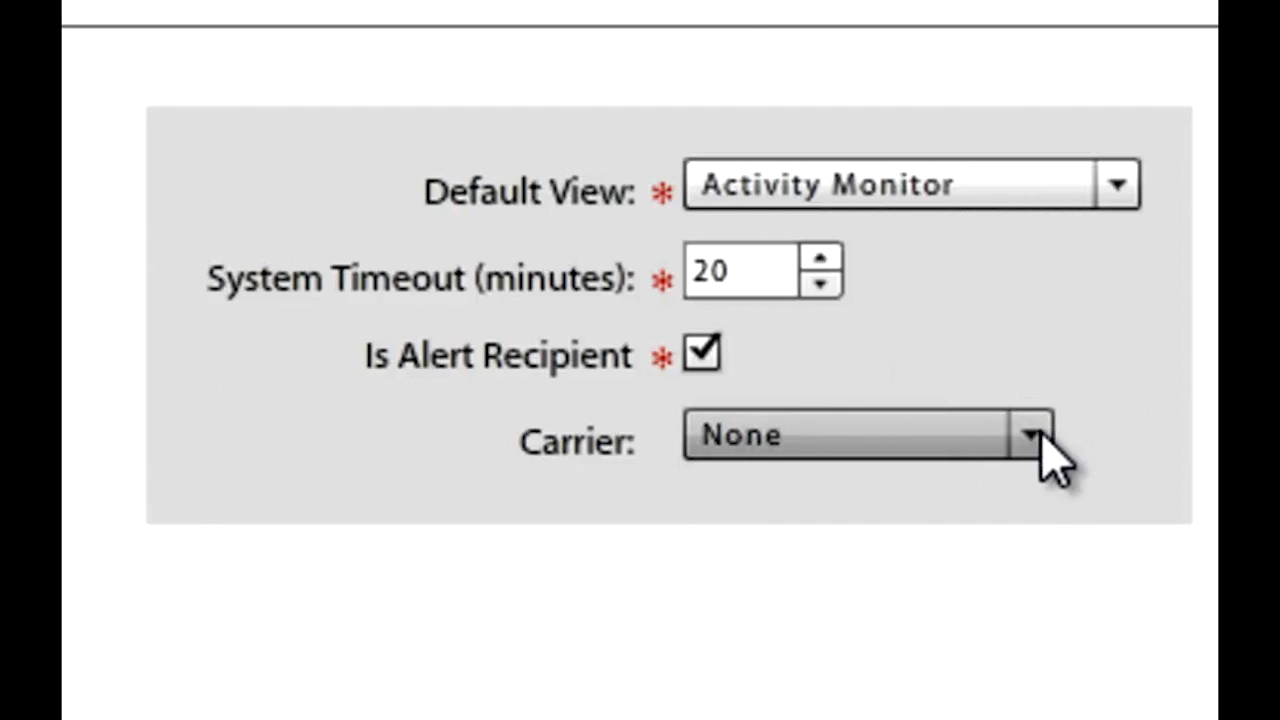 Default View: * Activity Monitor
System Timeout (minutes): * 20
Is Alert Recipient *
Carrier: None